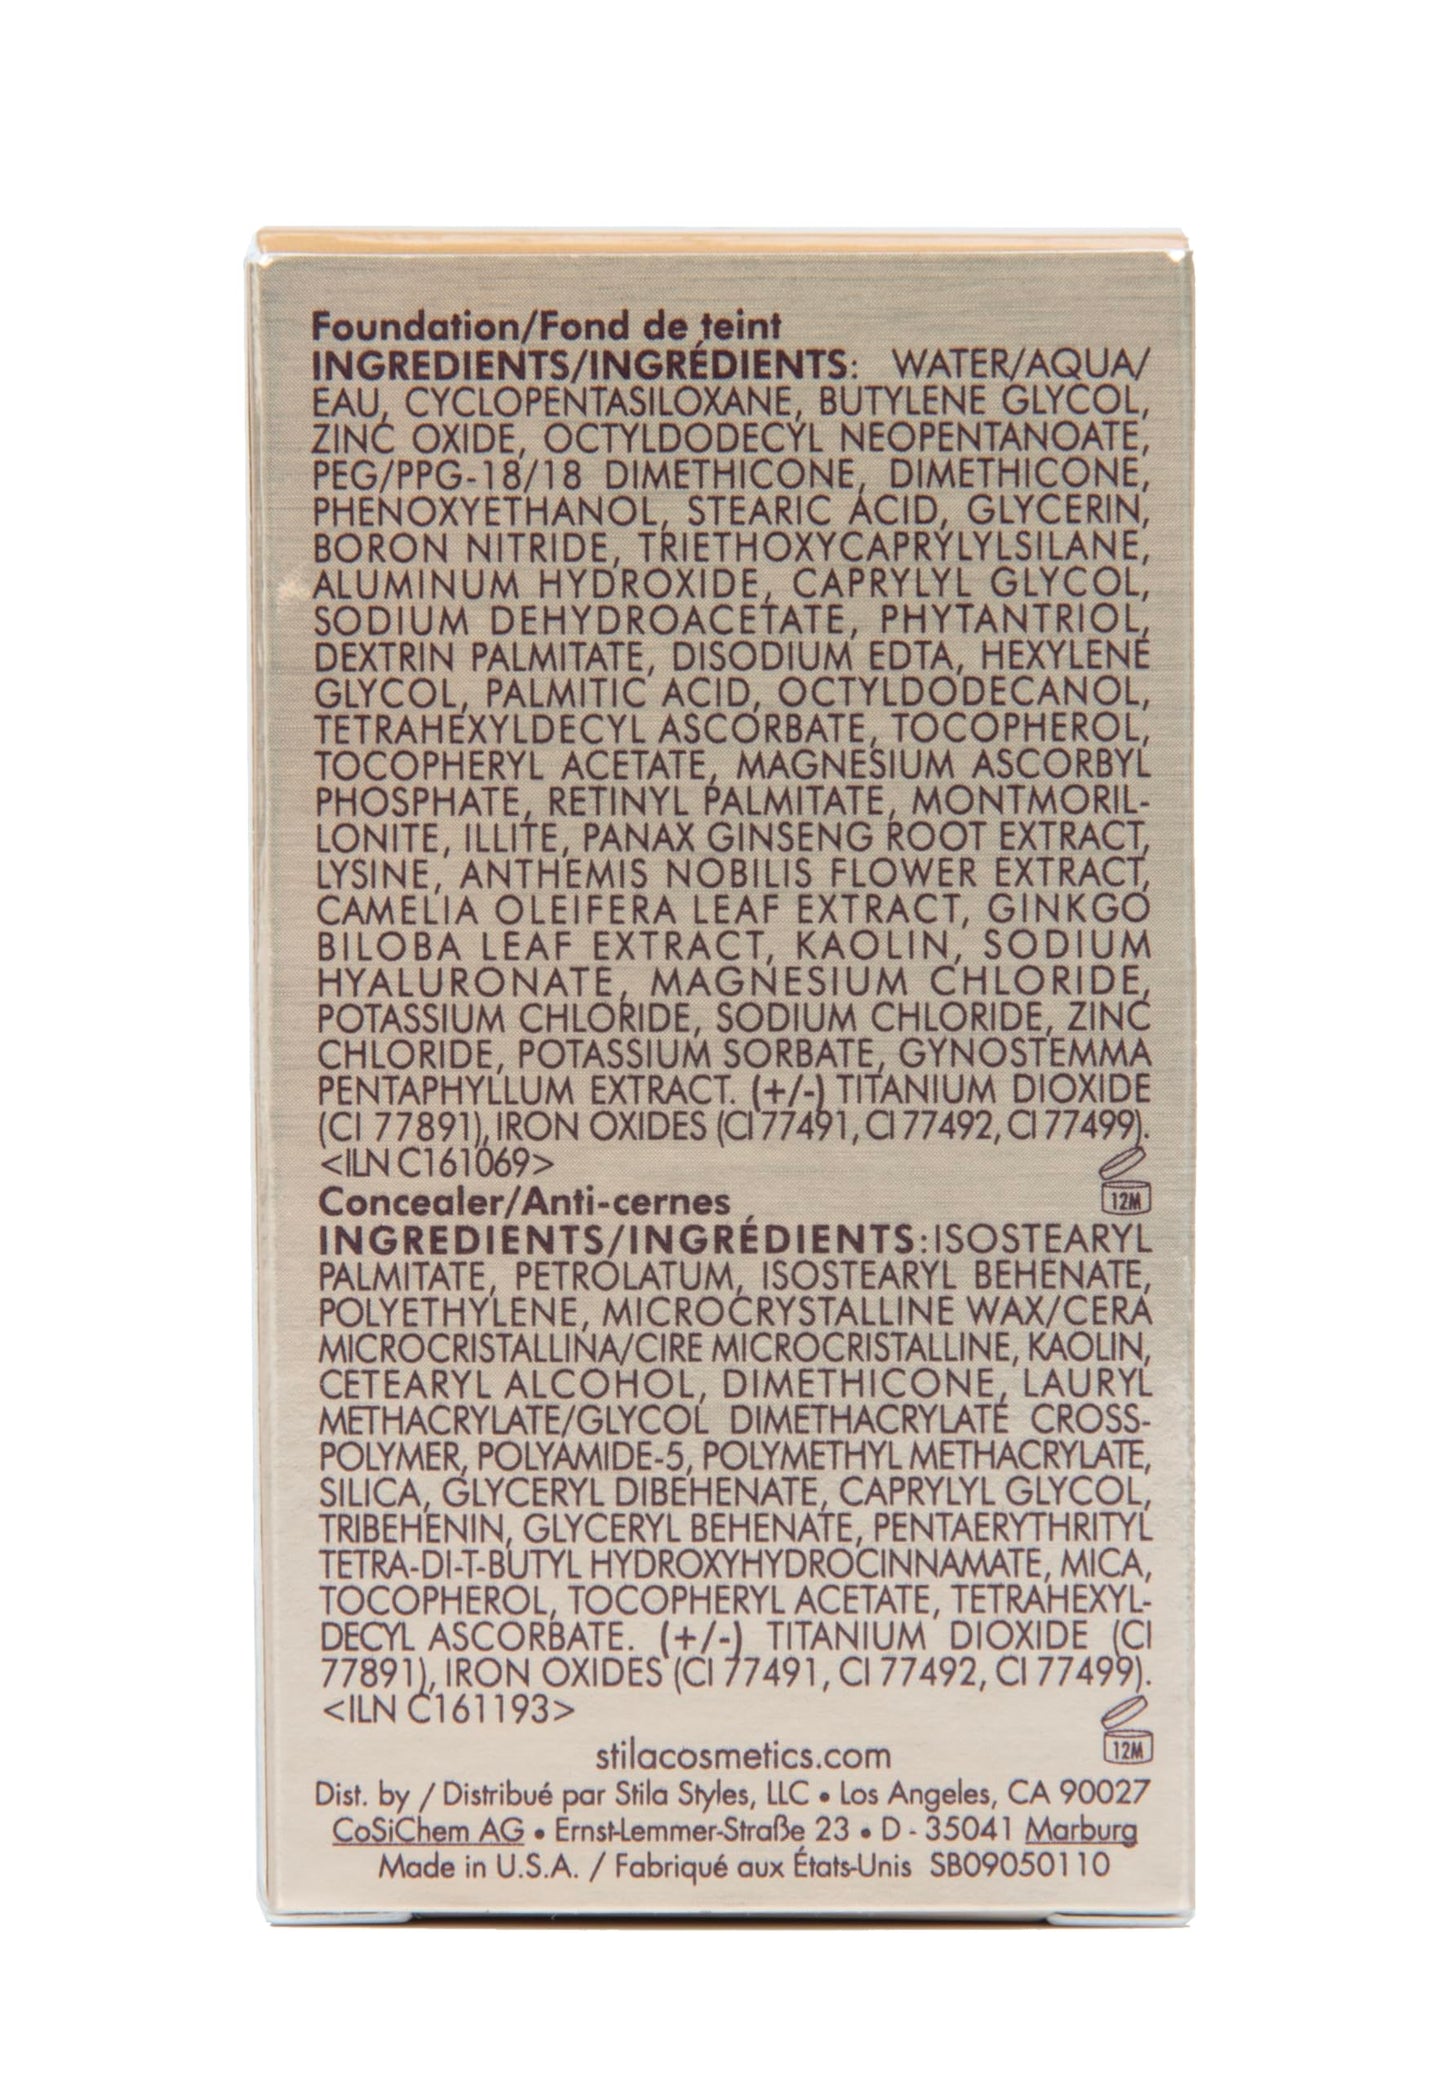 Foundation/Fond de teint
INGREDIENTS/INGRÉDIENTS: WATER/AQUA/
EAU, CYCLOPENTASILOXANE, BUTYLENE GLYCOL,
ZINC OXIDE, OCTYLDODECYL NEOPENTANOATE,
PEG/PPG-18/18 DIMETHICONE, DIMETHICONE,
PHENOXYETHANOL, STEARIC ACID, GLYCERIN,
BORON NITRIDE, TRIETHOXYCAPRYLYLSILANE,
ALUMINUM HYDROXIDE, CAPRYLYL GLYCOL,
SODIUM DEHYDROACETATE, PHYTANTRIOL,
DEXTRIN PALMITATE, DISODIUM EDTA, HEXYLENE
GLYCOL, PALMITIC ACID, OCTYLDODECANOL,
TETRAHEXYLDECYL ASCORBATE, TOCOPHEROL,
TOCOPHERYL ACETATE, MAGNESIUM ASCORBYL
PHOSPHATE, RETINYL PALMITATE, MONTMORIL-
LONITE, ILLITE, PANAX GINSENG ROOT EXTRACT,
LYSINE, ANTHEMIS NOBILIS FLOWER EXTRACT,
CAMELIA OLEIFERA LEAF EXTRACT, GINKGO
BILOBA LEAF EXTRACT, KAOLIN, SODIUM
HYALURONATE, MAGNESIUM CHLORIDE,
POTASSIUM CHLORIDE, SODIUM CHLORIDE, ZINC
CHLORIDE, POTASSIUM SORBATE, GYNOSTEMMA
PENTAPHYLLUM EXTRACT. (+/-) TITANIUM DIOXIDE
(CI 77891), IRON OXIDES (CI 77491, CI 77492, CI 77499).
<ILN C161069>
12M
Concealer/Anti-cernes
INGREDIENTS/INGRÉDIENTS: ISOSTEARYL
PALMITATE, PETROLATUM, ISOSTEARYL BEHENATE,
POLYETHYLENE, MICROCRYSTALLINE WAX/CERA
MICROCRISTALLINA/CIRE MICROCRISTALLINE, KAOLIN,
CETEARYL ALCOHOL, DIMETHICONE, LAURYL
METHACRYLATE/GLYCOL DIMETHACRYLATE CROSS-
POLYMER, POLYAMIDE-5, POLYMETHYL METHACRYLATE,
SILICA, GLYCERYL DIBEHENATE, CAPRYLYL GLYCOL,
TRIBEHENIN, GLYCERYL BEHENATE, PENTAERYTHRITYL
TETRA-DI-T-BUTYL HYDROXYHYDROCINNAMATE, MICA,
TOCOPHEROL, TOCOPHERYL ACETATE, TETRAHEXYL-
DECYL ASCORBATE. (+/-) TITANIUM DIOXIDE (CI
77891), IRON OXIDES (CI 77491, CI 77492, CI 77499).
<ILN C161193>
12M
stilacosmetics.com
Dist. by / Distribué par Stila Styles, LLC • Los Angeles, CA 90027
CoSiChem AG • Ernst-Lemmer-Straße 23 • D - 35041 Marburg
Made in U.S.A. / Fabriqué aux États-Unis SB09050110